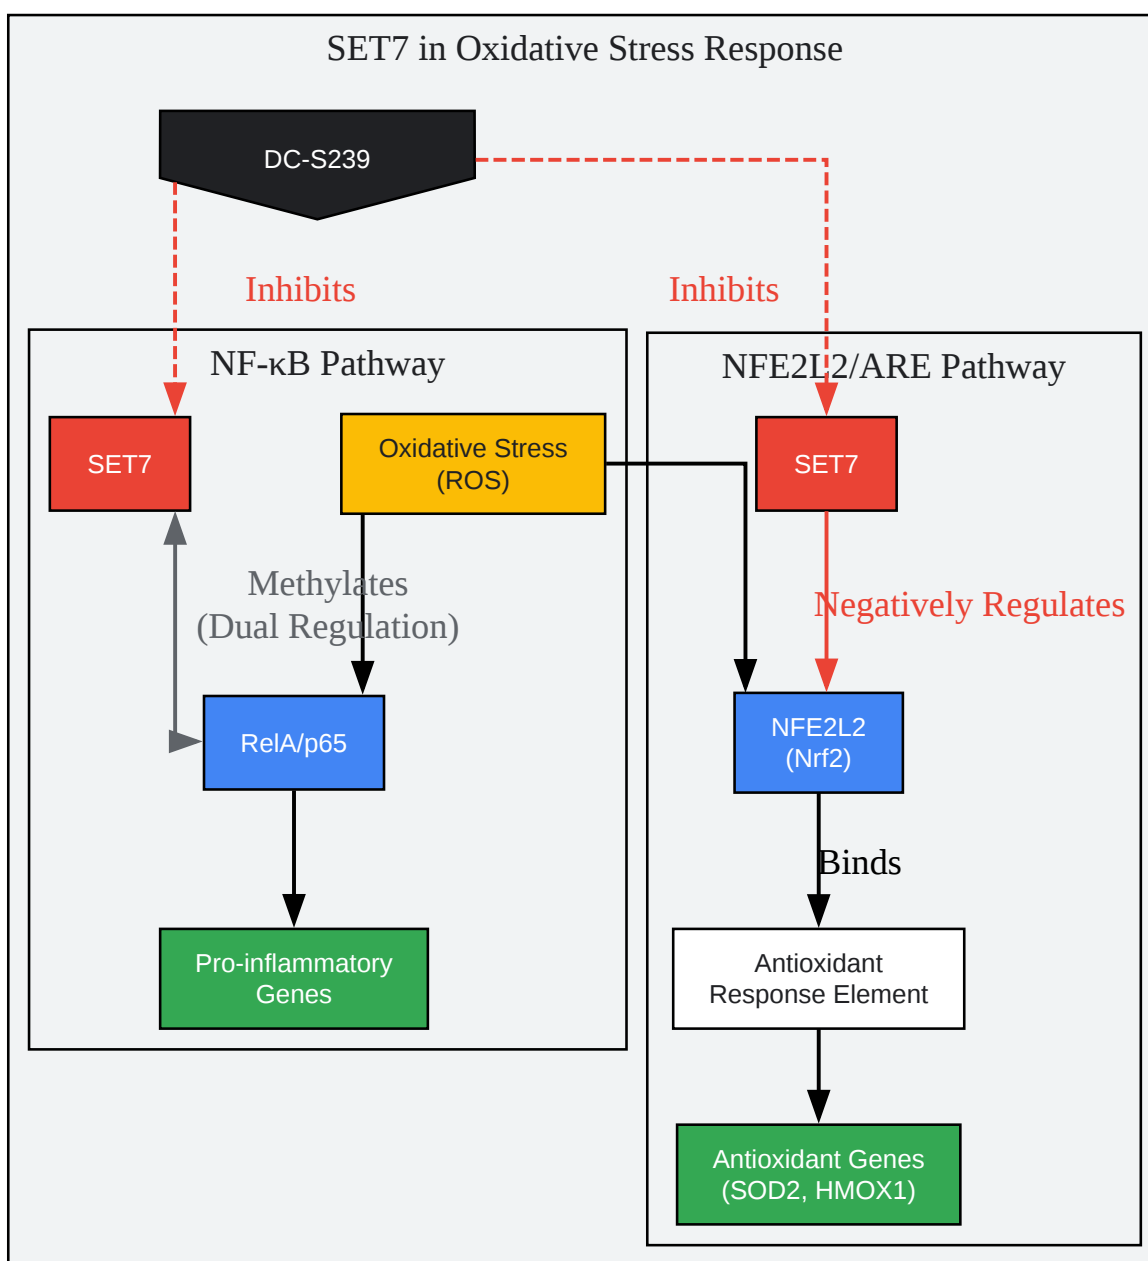 SET7 in Oxidative Stress Response
DC-S239
Inhibits
Inhibits
NF-κB Pathway
NFE2L2/ARE Pathway
SET7
Oxidative Stress
(ROS)
SET7
Methylates
(Dual Regulation)
Negatively Regulates
RelA/p65
NFE2L2
(Nrf2)
Binds
Pro-inflammatory
Genes
Antioxidant
Response Element
Antioxidant Genes
(SOD2, HMOX1)